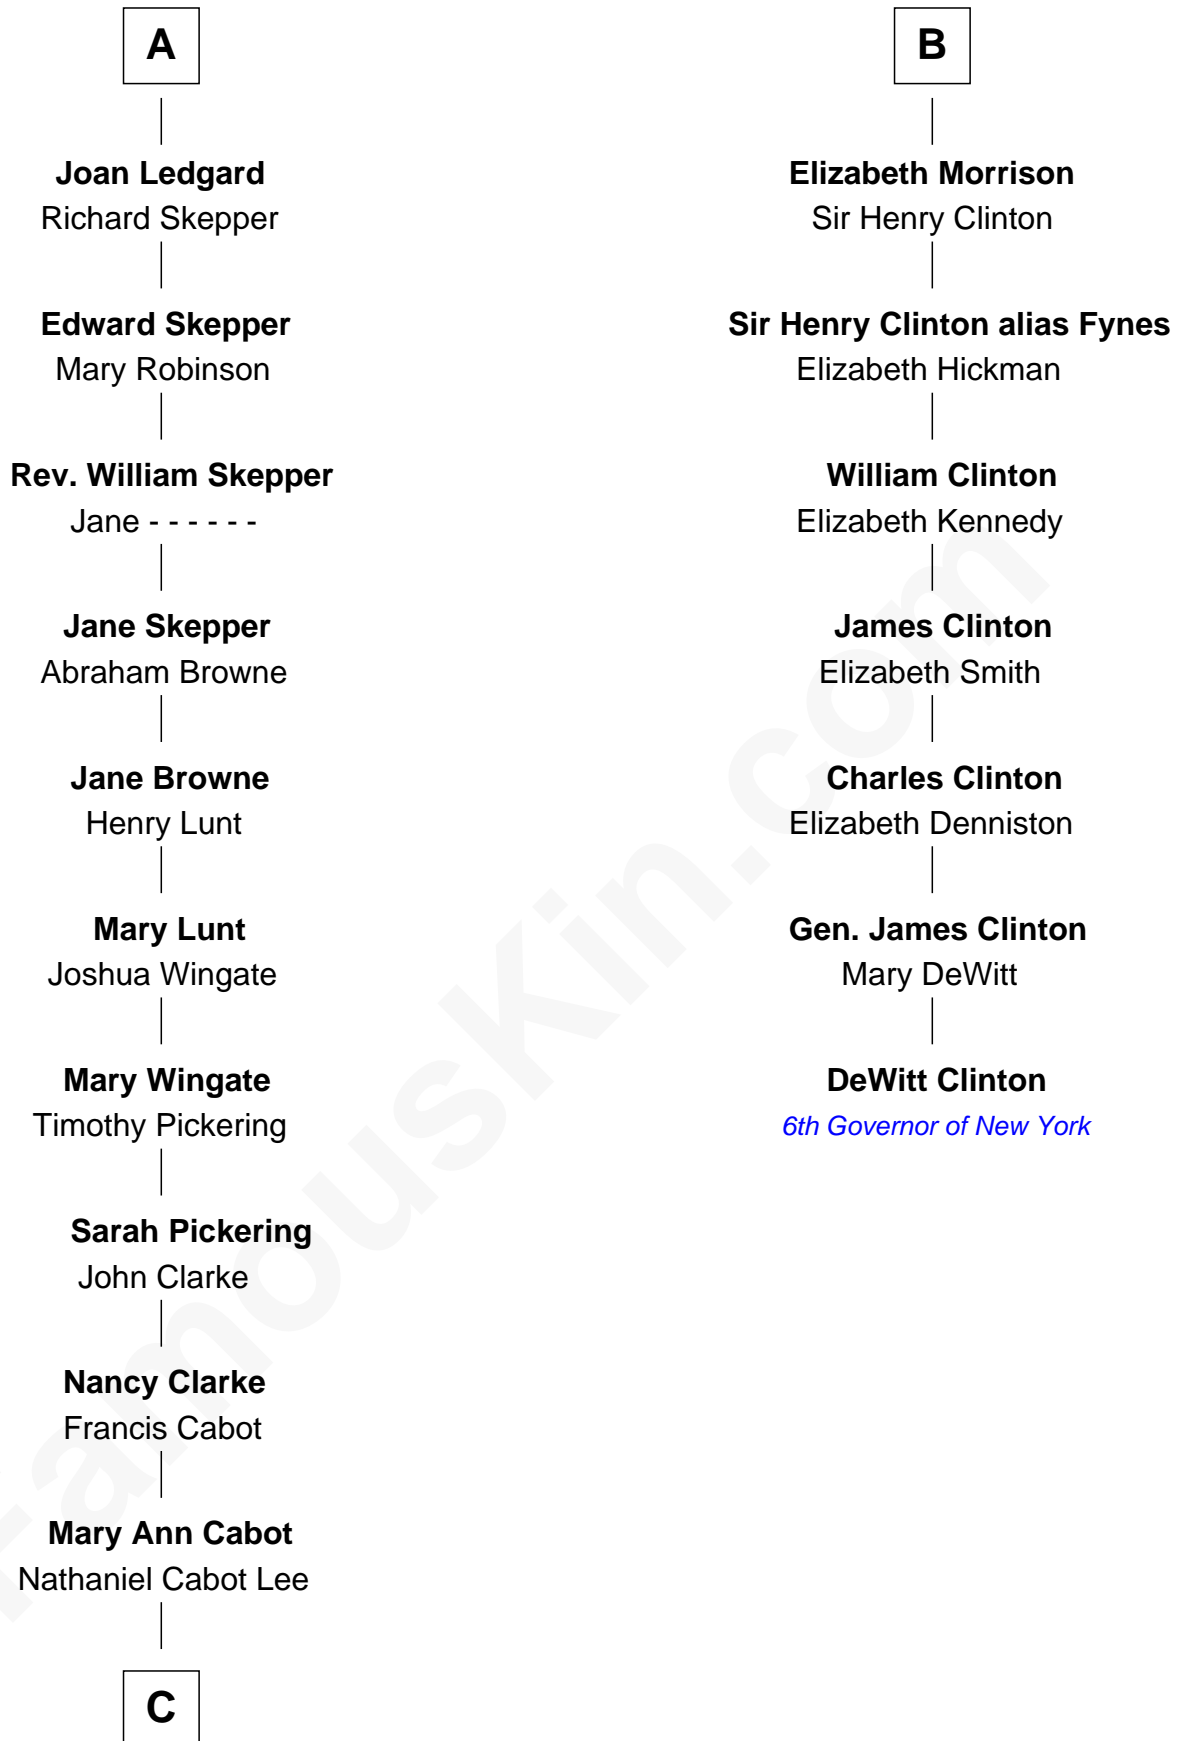 A
Joan Ledgard
Richard Skepper
Edward Skepper
Mary Robinson
Rev. William Skepper
Jane - - - - - -
Jane Skepper
Abraham Browne
Jane Browne
Henry Lunt
Mary Lunt
Joshua Wingate
Mary Wingate
Timothy Pickering
Sarah Pickering
John Clarke
Nancy Clarke
Francis Cabot
Mary Ann Cabot
Nathaniel Cabot Lee
C
B
Elizabeth Morrison
Sir Henry Clinton
Sir Henry Clinton alias Fynes
Elizabeth Hickman
William Clinton
Elizabeth Kennedy
James Clinton
Elizabeth Smith
Charles Clinton
Elizabeth Denniston
Gen. James Clinton
Mary DeWitt
DeWitt Clinton
6th Governor of New York
FamousKin.com